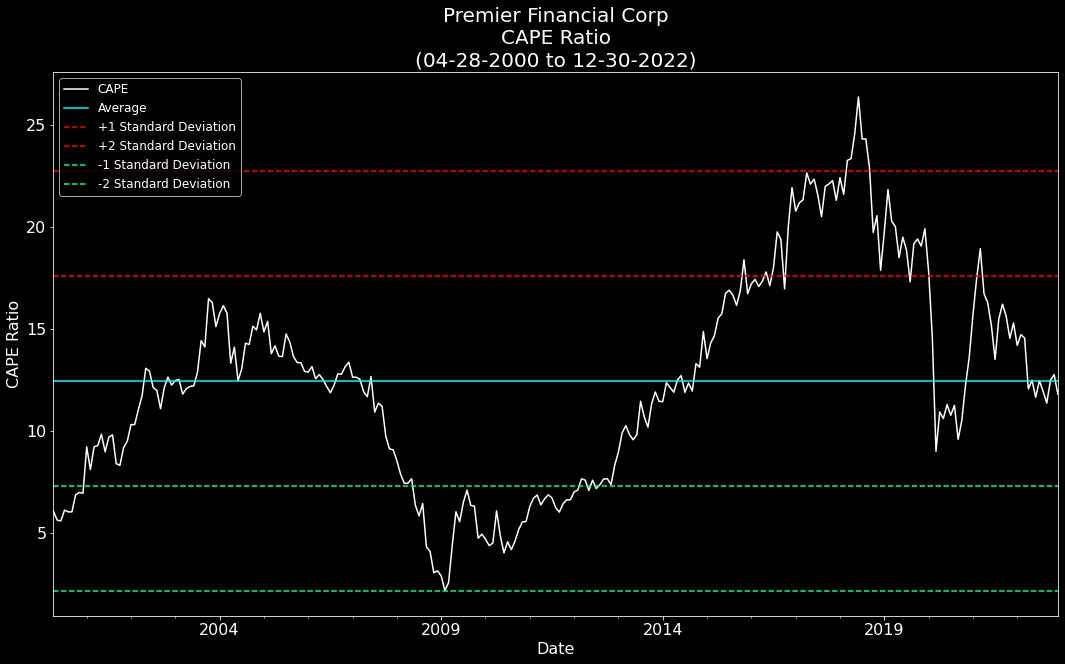 Premier Financial Corp
CAPE Ratio
(04-28-2000 to 12-30-2022)
CAPE
Average
+1 Standard Deviation
+2 Standard Deviation
-1 Standard Deviation
-2 Standard Deviation
25
20
15
10
5
CAPE Ratio
2004
2009
2014
2019
Date